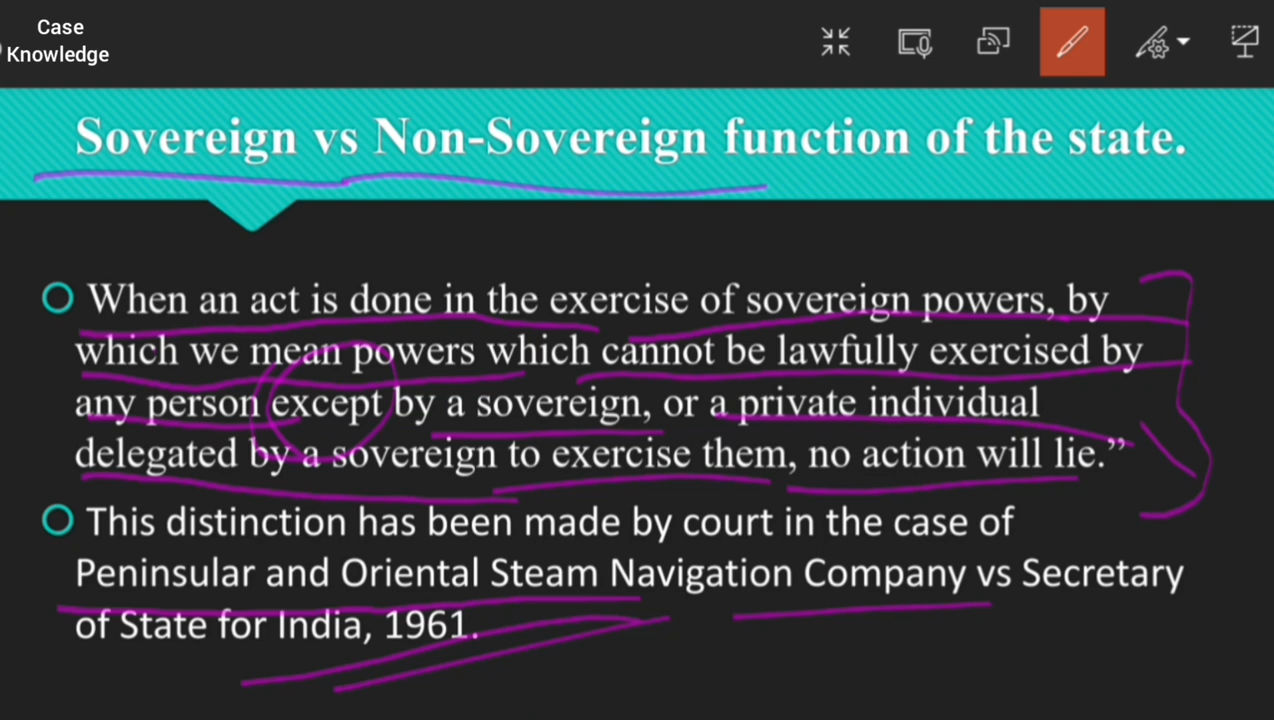 Case
Knowledge
Sovereign vs Non-Sovereign function of the state.
When an act is done in the exercise of sovereign powers, by
which we mean powers which cannot be lawfully exercised by
any person except by a sovereign, or a private individual
delegated by a sovereign to exercise them, no action will lie.”
This distinction has been made by court in the case of
Peninsular and Oriental Steam Navigation Company vs Secretary
of State for India, 1961.